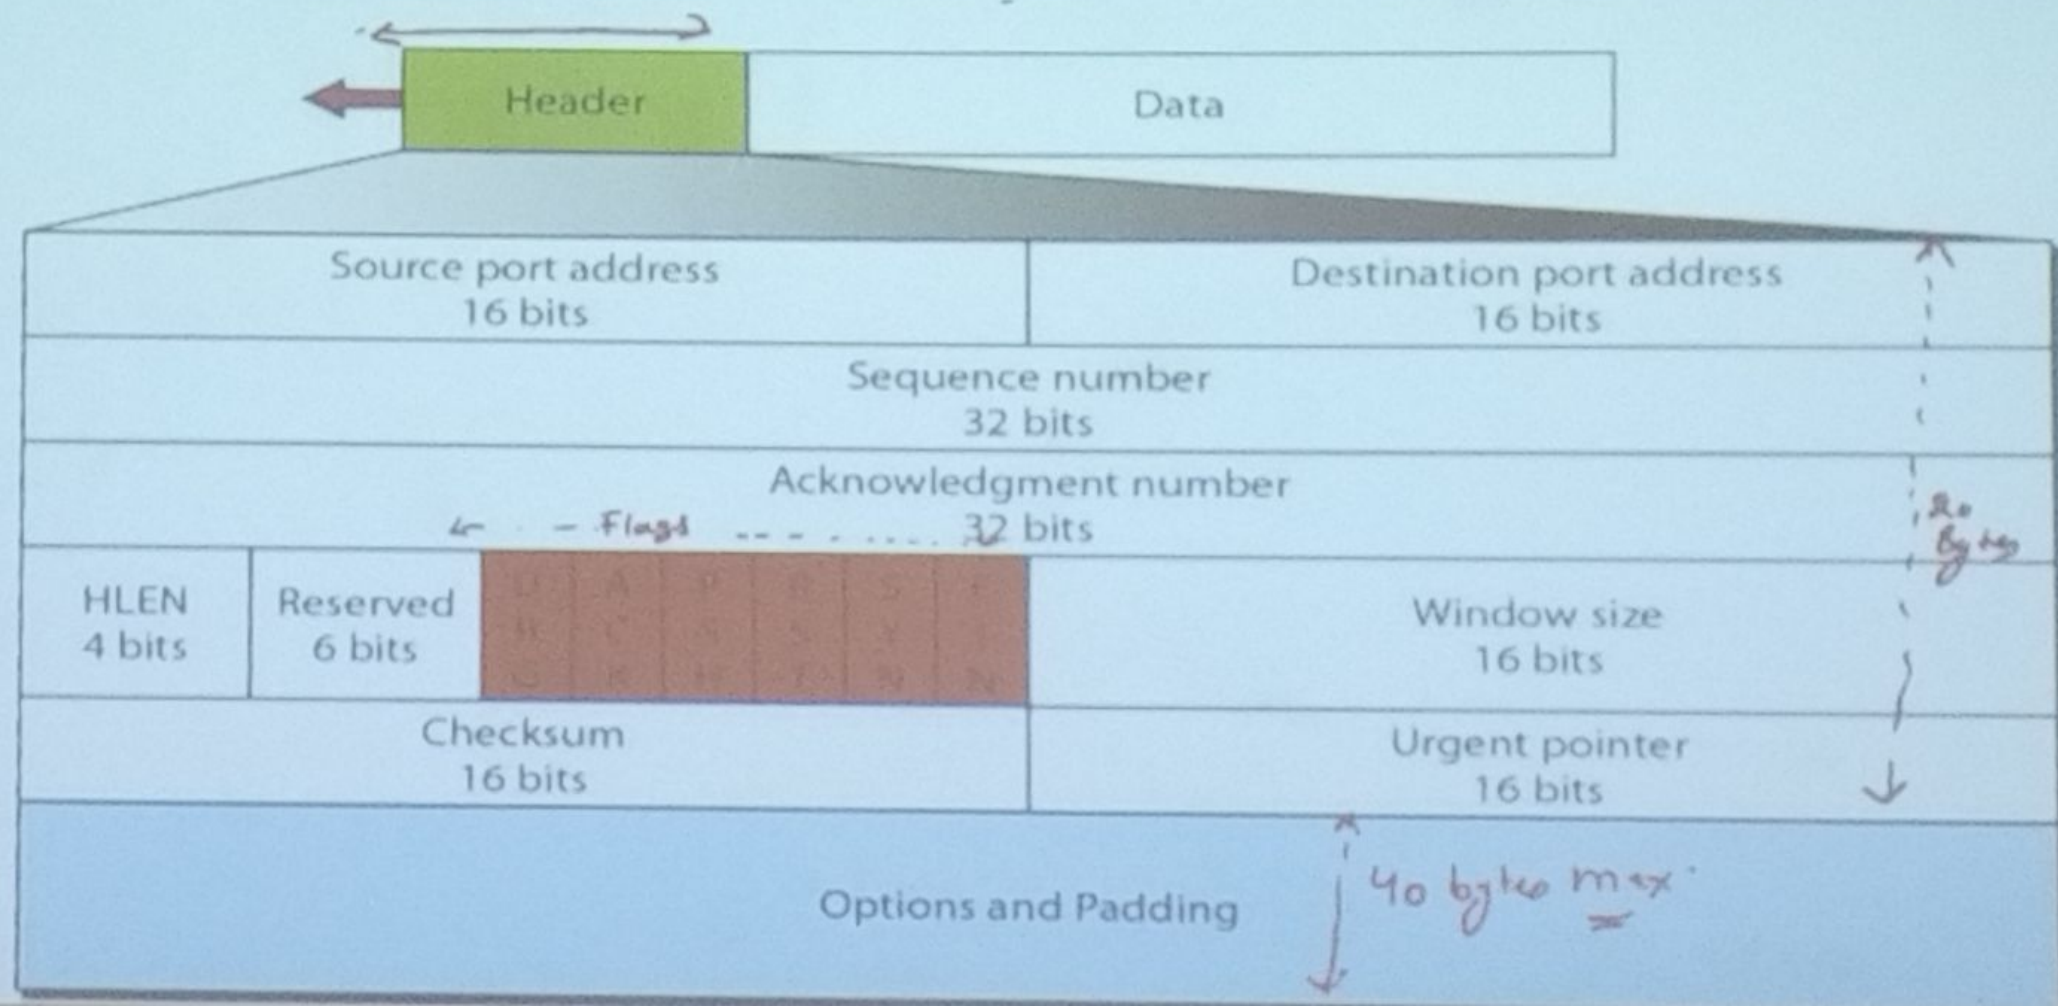 Header
Data
Source port address
16 bits
Destination port address
16 bits
Sequence number
32 bits
Acknowledgment number
32 bits
Flags
20
Bytes
HLEN
4 bits
Reserved
6 bits
Window size
16 bits
Checksum
16 bits
Urgent pointer
16 bits
Options and Padding
40 bytes max